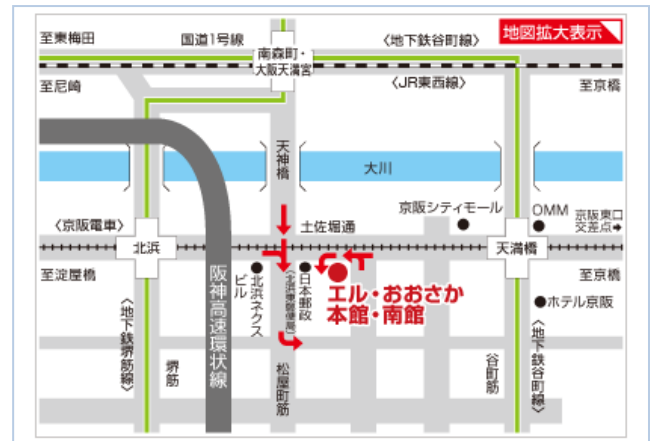 地図拡大表示
至東梅田
国道1号線
〈地下鉄谷町線〉
南森町・
大阪天満宮
至尼崎
〈JR東西線〉
至京橋
天神橋
大川
京阪シティモール
OMM
京阪東口
交差点➔
〈京阪電車〉
土佐堀通
北浜
天満橋
至淀屋橋
至京橋
阪神高速環状線
北浜ネクス
ビル
日本郵政
〈北浜東郵便局〉
エル・おおさか
本館・南館
ホテル京阪
〈地下鉄堺筋線〉
堺筋
松屋町筋
谷町筋
〈地下鉄谷町線〉